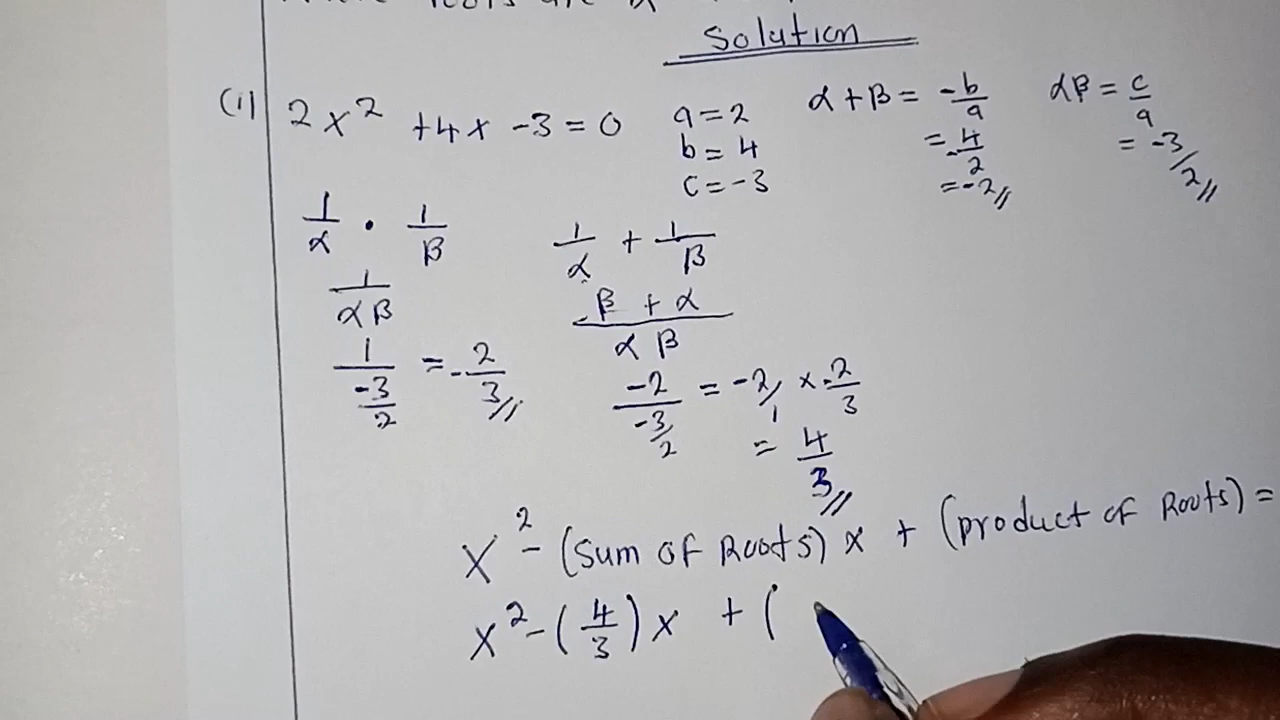 Solution
(i) 2x² + 4x - 3 = 0
a = 2
b = 4
c = -3
α + β = -b/a
= -4/2
= -2
αβ = c/a
= -3/2
1/α · 1/β
1/αβ
1/(-3/2) = -2/3
1/α + 1/β
(β + α)/(αβ)
-2/(-3/2) = -2/1 × -2/3
= 4/3
x² - (Sum of Roots) x + (product of Roots) =
x² - (4/3) x + (